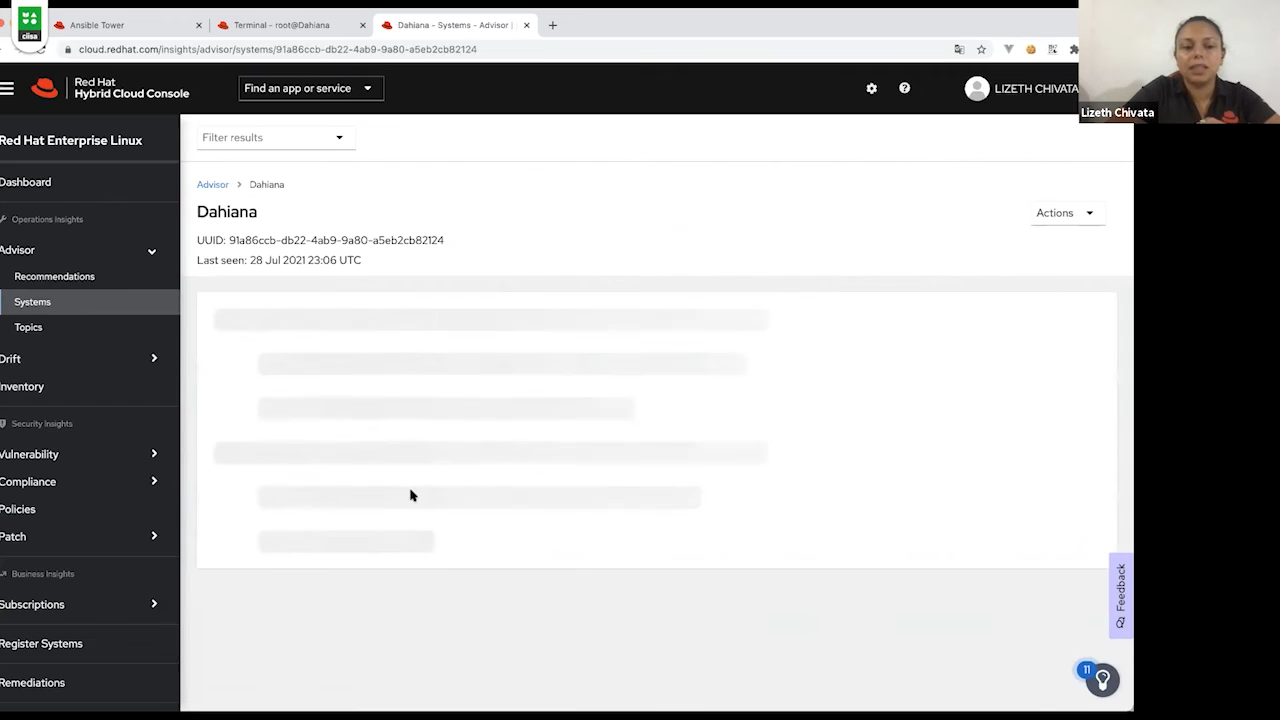 clisa
Ansible Tower
Terminal - root@Dahiana
Dahiana - Systems - Advisor |
cloud.redhat.com/insights/advisor/systems/91a86ccb-db22-4ab9-9a80-a5eb2cb82124
Red Hat
Hybrid Cloud Console
Find an app or service
LIZETH CHIVATA
Lizeth Chivata
Red Hat Enterprise Linux
Dashboard
Operations Insights
Advisor
Recommendations
Systems
Topics
Drift
Inventory
Security Insights
Vulnerability
Compliance
Policies
Patch
Business Insights
Subscriptions
Register Systems
Remediations
Filter results
Advisor > Dahiana
Dahiana
Actions
UUID: 91a86ccb-db22-4ab9-9a80-a5eb2cb82124
Last seen: 28 Jul 2021 23:06 UTC
Feedback
11